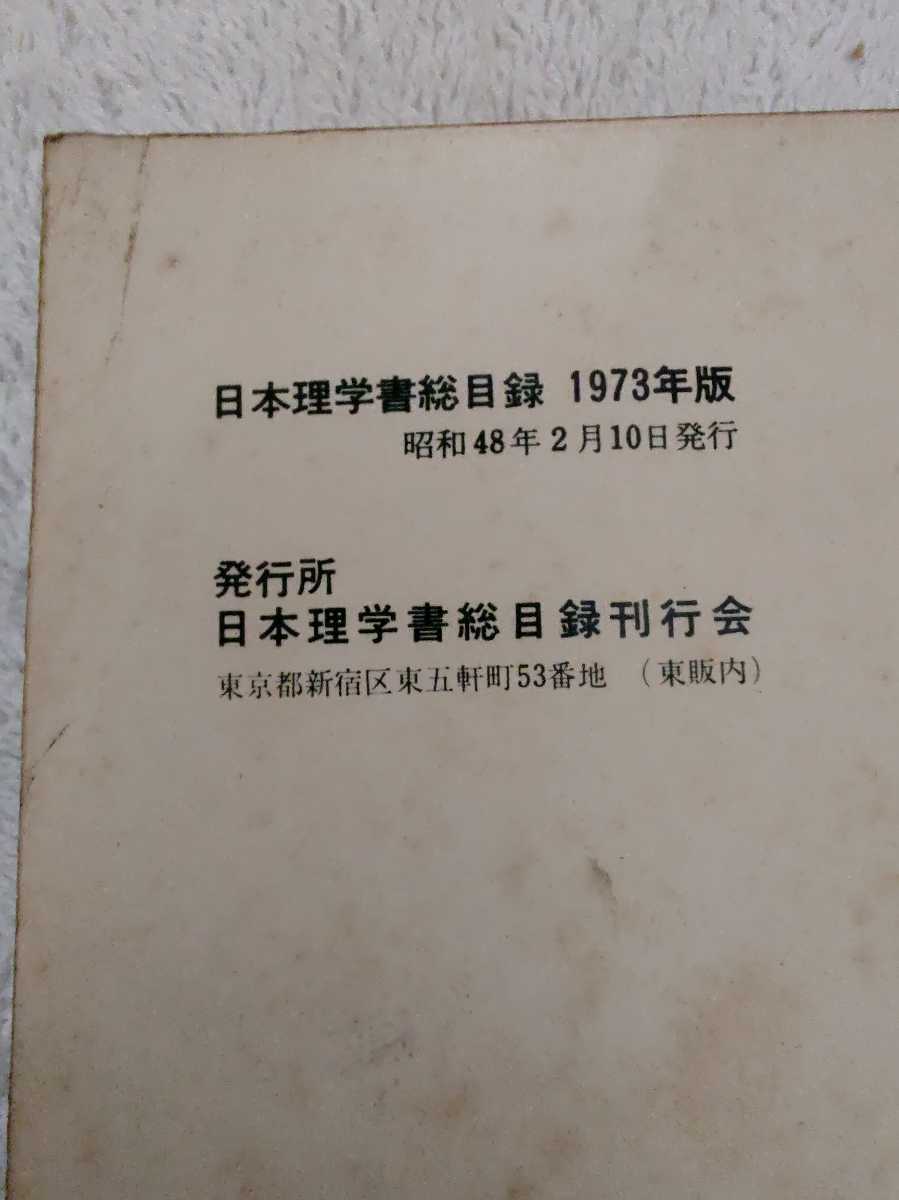 日本理学書総目録 1973年版
昭和48年2月10日発行
発行所
日本理学書総目録刊行会
東京都新宿区東五軒町53番地 (東販内)